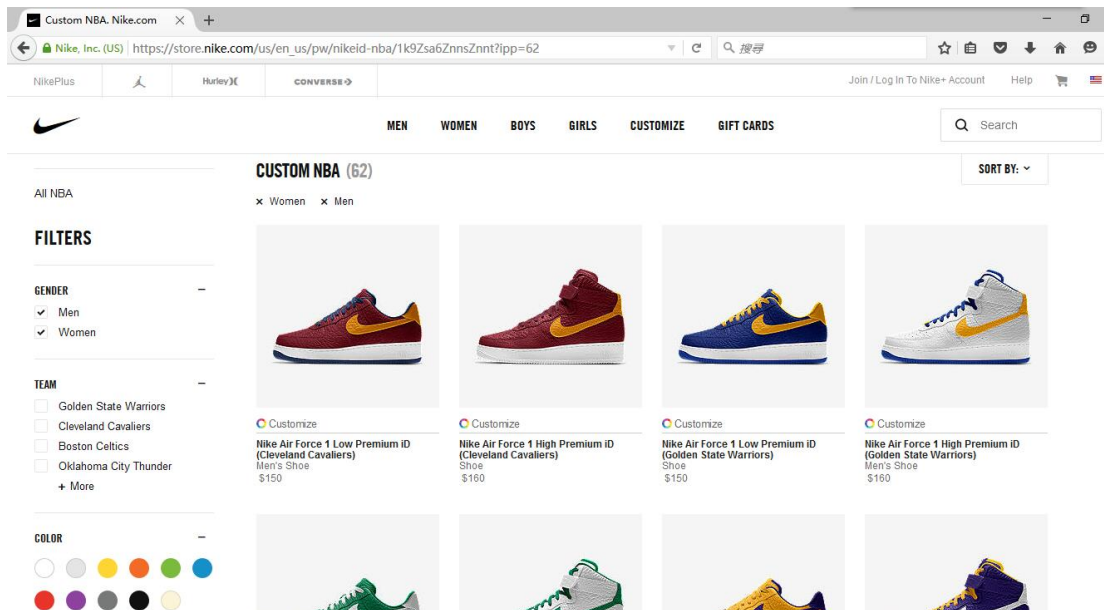 Custom NBA. Nike.com
Nike, Inc. (US) https://store.nike.com/us/en_us/pw/nikeid-nba/1k9Zsa6ZnnsZnnt?ipp=62 搜尋
NikePlus Hurley CONVERSE Join / Log In To Nike+ Account Help
MEN WOMEN BOYS GIRLS CUSTOMIZE GIFT CARDS Search
CUSTOM NBA (62) SORT BY:
All NBA
× Women × Men
FILTERS
GENDER
Men
Women
TEAM
Golden State Warriors
Cleveland Cavaliers
Boston Celtics
Oklahoma City Thunder
+ More
COLOR
Customize
Nike Air Force 1 Low Premium iD
(Cleveland Cavaliers)
Men's Shoe
$150
Customize
Nike Air Force 1 High Premium iD
(Cleveland Cavaliers)
Shoe
$160
Customize
Nike Air Force 1 Low Premium iD
(Golden State Warriors)
Shoe
$150
Customize
Nike Air Force 1 High Premium iD
(Golden State Warriors)
Men's Shoe
$160